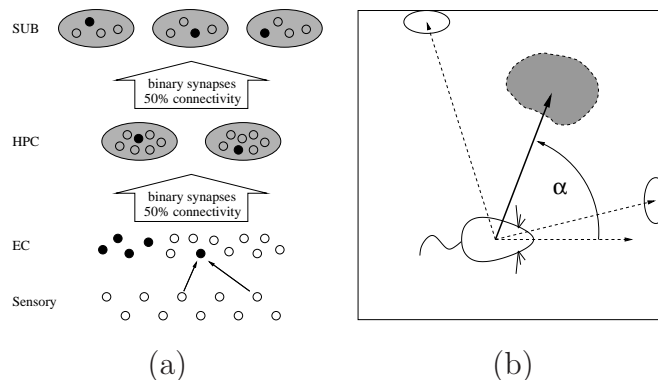 SUB
binary synapses
50% connectivity
HPC
binary synapses
50% connectivity
EC
Sensory
α
(a)
(b)